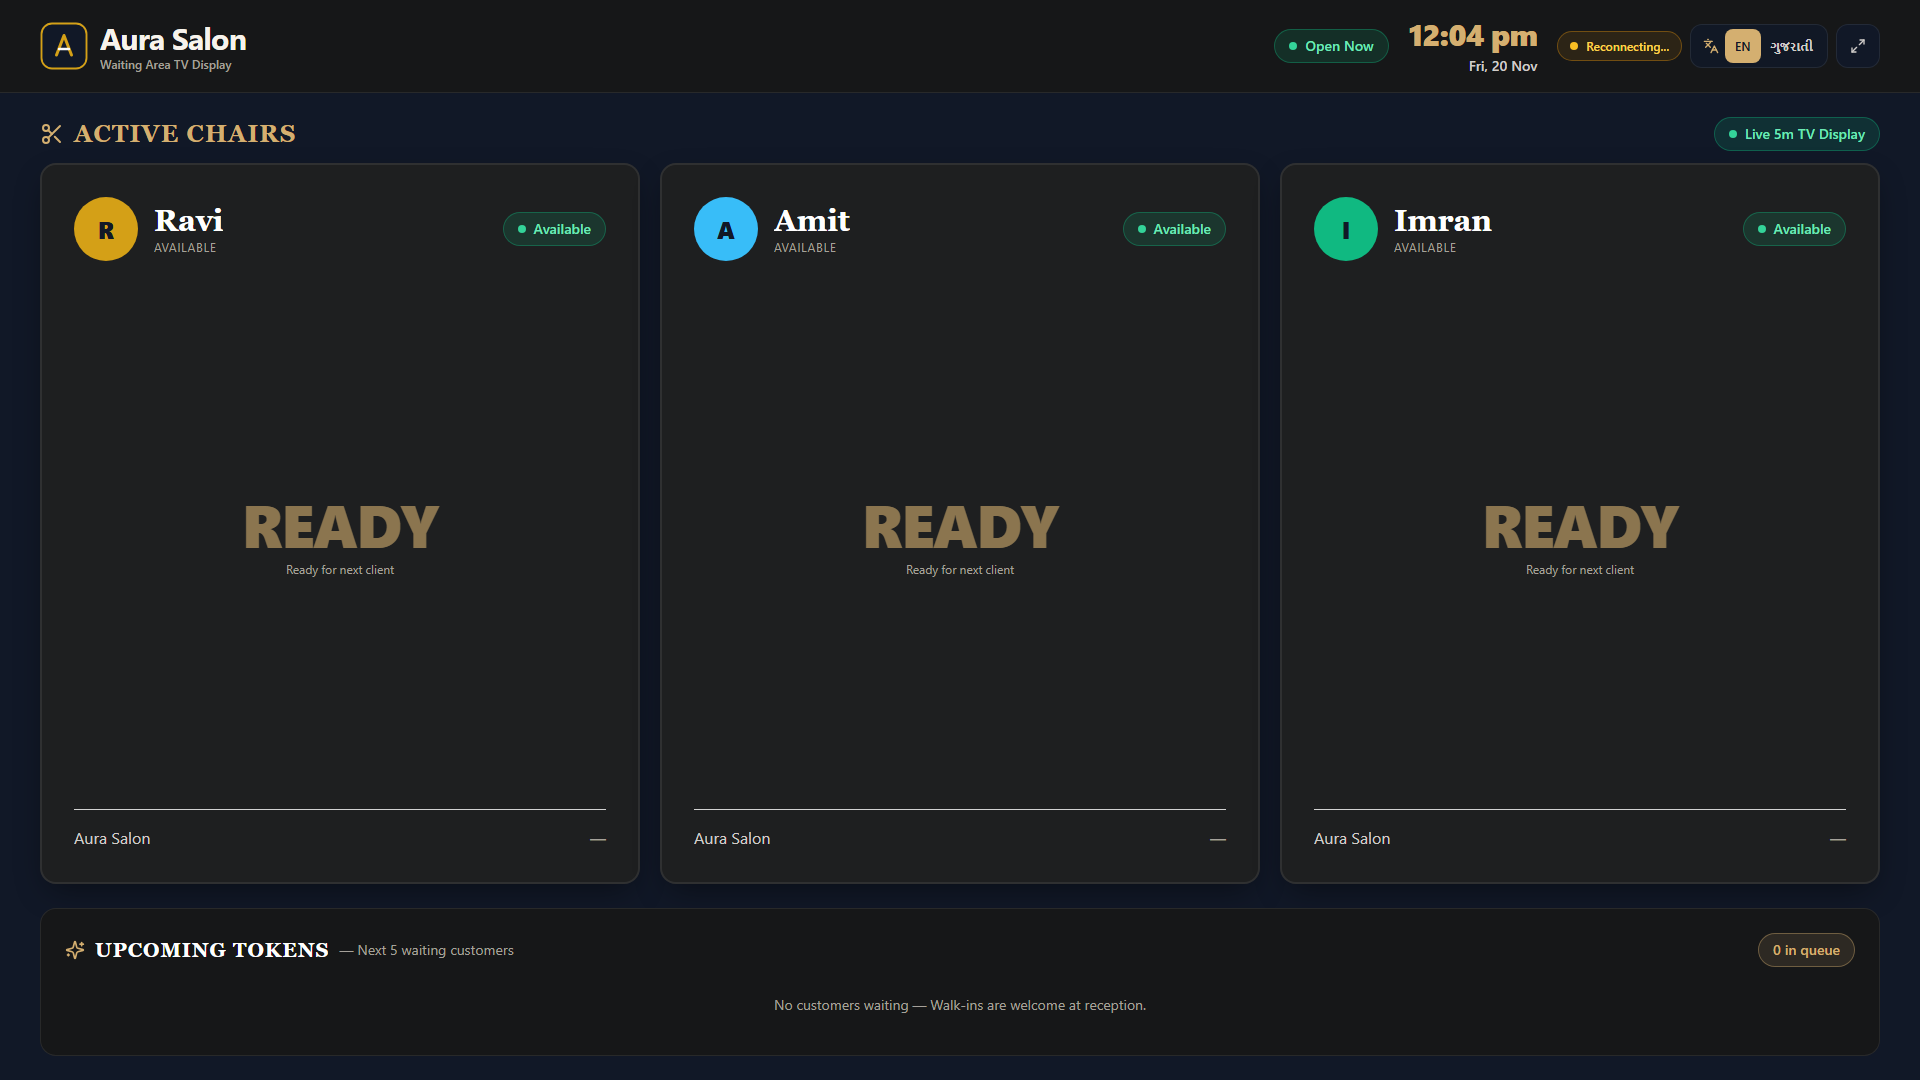 A
Aura Salon
Waiting Area TV Display
Open Now
12:04 pm
Fri, 20 Nov
Reconnecting...
EN
ગુજરાતી
ACTIVE CHAIRS
Live 5m TV Display
R
Ravi
AVAILABLE
Available
READY
Ready for next client
Aura Salon
—
A
Amit
AVAILABLE
Available
READY
Ready for next client
Aura Salon
—
I
Imran
AVAILABLE
Available
READY
Ready for next client
Aura Salon
—
UPCOMING TOKENS — Next 5 waiting customers
0 in queue
No customers waiting — Walk-ins are welcome at reception.